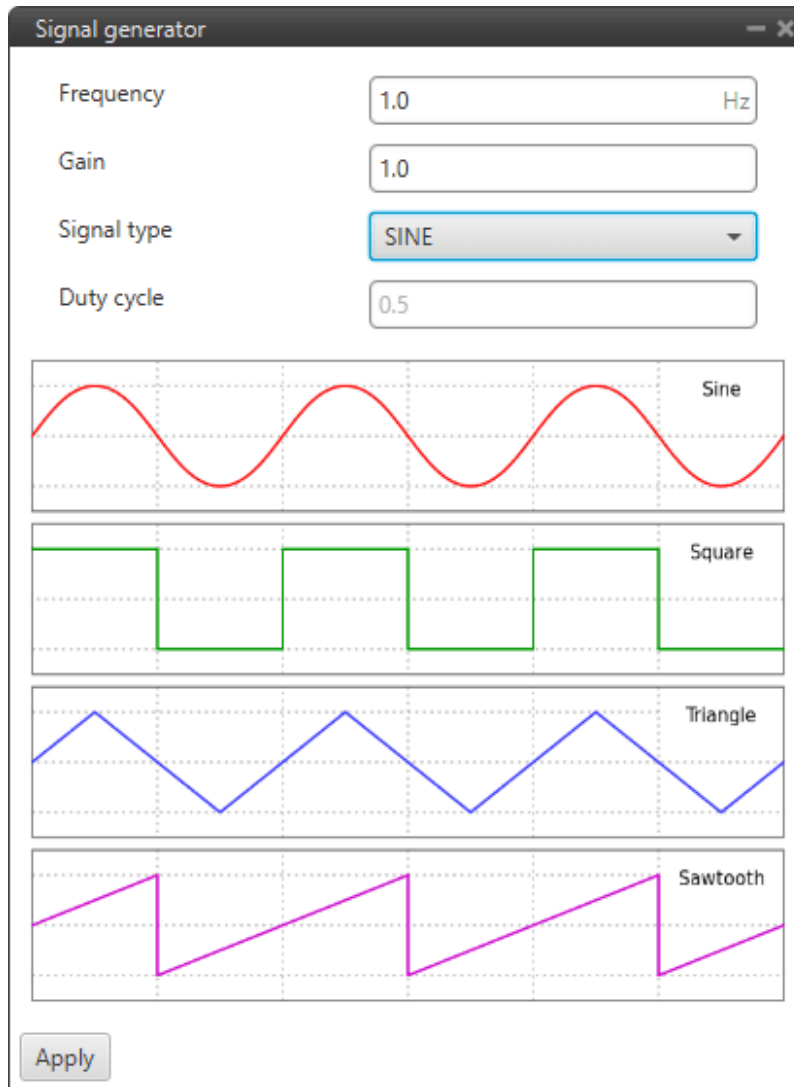 Signal generator
Frequency 1.0 Hz
Gain 1.0
Signal type SINE
Duty cycle 0.5
Sine
Square
Triangle
Sawtooth
Apply